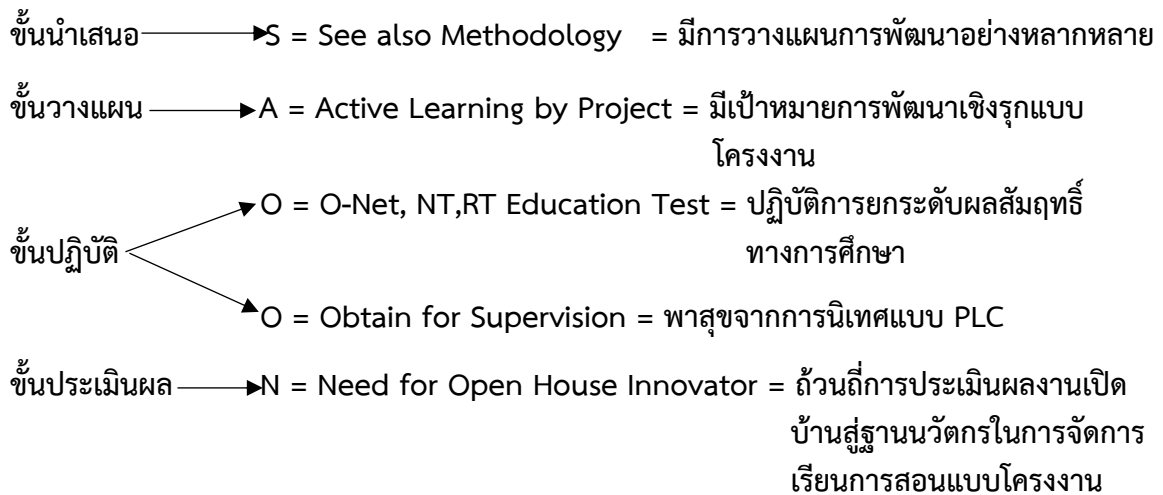 ขั้นนำเสนอ S = See also Methodology = มีการวางแผนการพัฒนาอย่างหลากหลาย
ขั้นวางแผน A = Active Learning by Project = มีเป้าหมายการพัฒนาเชิงรุกแบบ
โครงงาน
O = O-Net, NT,RT Education Test = ปฏิบัติการยกระดับผลสัมฤทธิ์
ขั้นปฏิบัติ ทางการศึกษา
O = Obtain for Supervision = พาสุขจากการนิเทศแบบ PLC
ขั้นประเมินผล N = Need for Open House Innovator = ถ้วนถี่การประเมินผลงานเปิด
บ้านสู่ฐานนวัตกรในการจัดการ
เรียนการสอนแบบโครงงาน